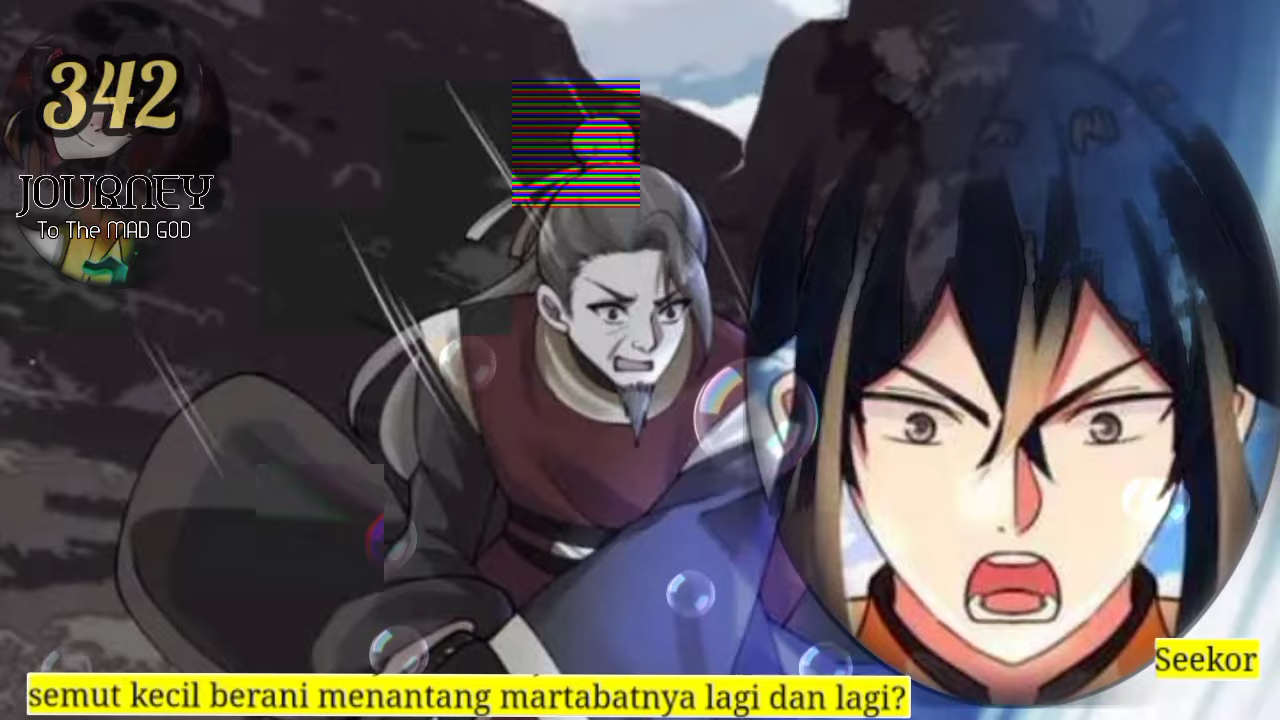 342
JOURNEY
To The MAD GOD
Seekor
semut kecil berani menantang martabatnya lagi dan lagi?